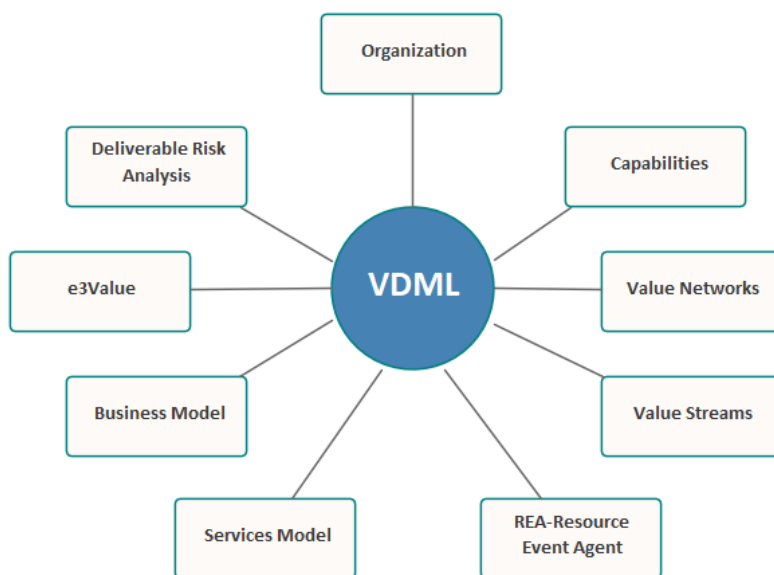 Organization
Deliverable Risk
Analysis
Capabilities
VDML
e3Value
Value Networks
Business Model
Value Streams
Services Model
REA-Resource
Event Agent